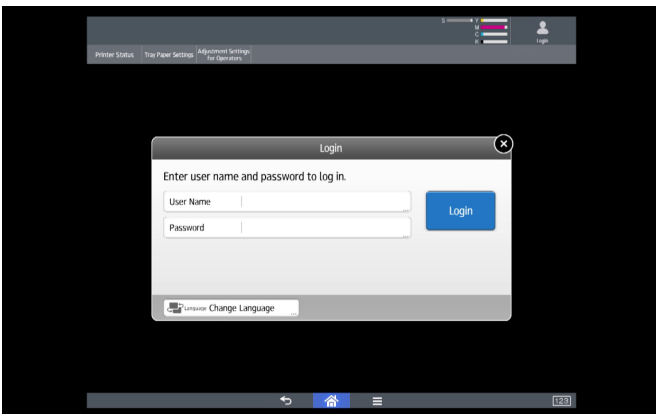 S Y
M
C
K
Login
Printer Status Tray Paper Settings Adjustment Settings
for Operators
Login
Enter user name and password to log in.
User Name
Login
Password
Language Change Language
123